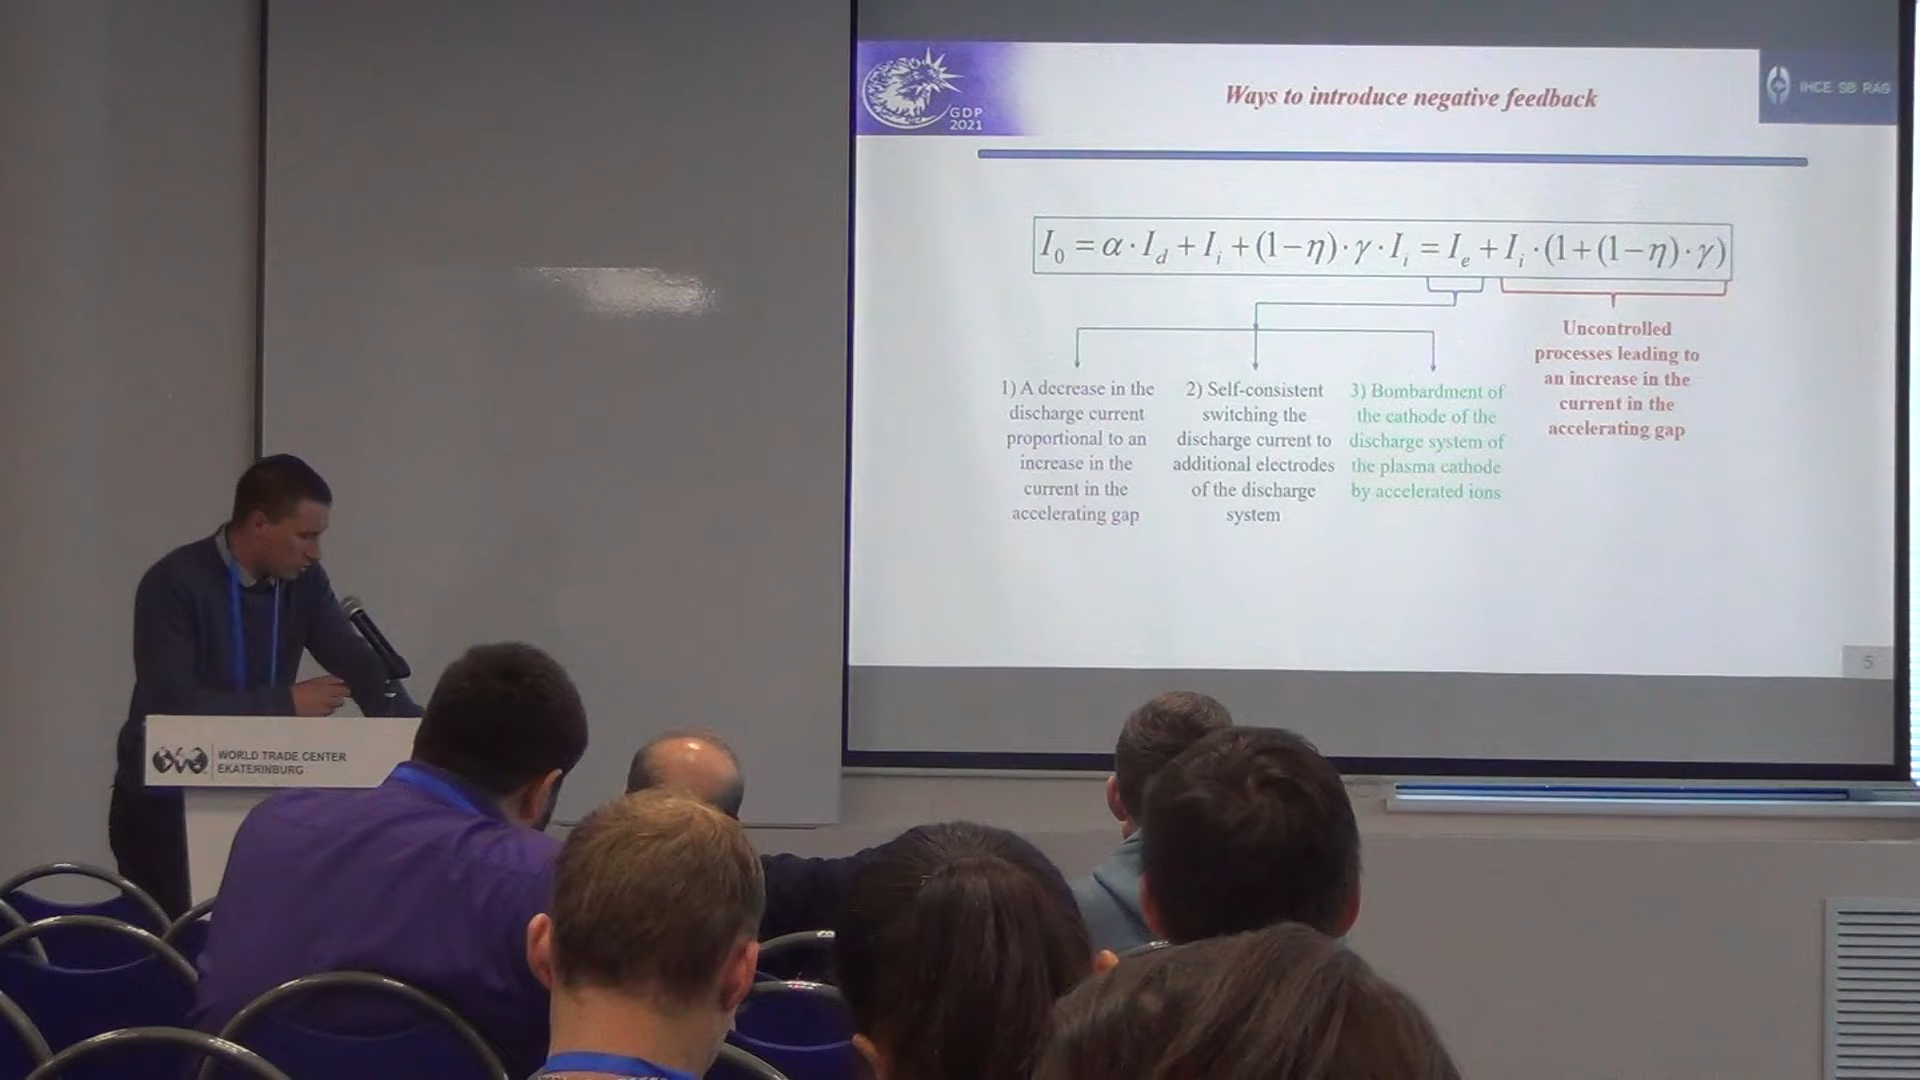 GDP
2021
Ways to introduce negative feedback
IHCE SB RAS
I₀ = α · I_d + I_i + (1−η) · γ · I_i = I_e + I_i · (1+(1−η) · γ)
1) A decrease in the
discharge current
proportional to an
increase in the
current in the
accelerating gap
2) Self-consistent
switching the
discharge current to
additional electrodes
of the discharge
system
3) Bombardment of
the cathode of the
discharge system of
the plasma cathode
by accelerated ions
Uncontrolled
processes leading to
an increase in the
current in the
accelerating gap
5
WORLD TRADE CENTER
EKATERINBURG